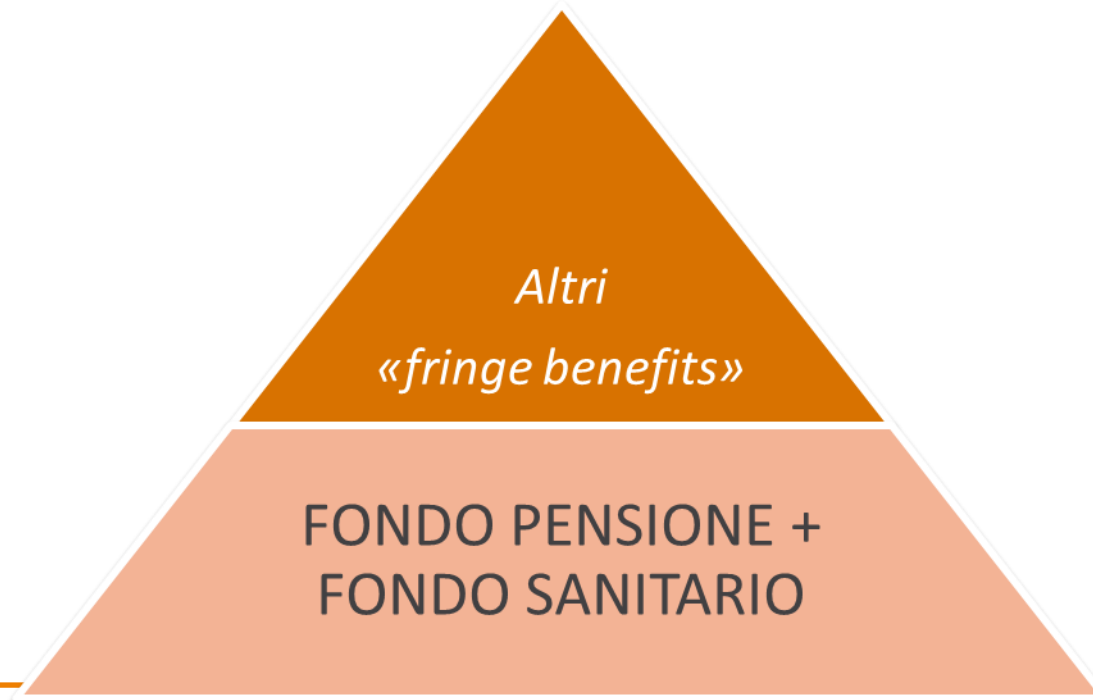 Altri
«fringe benefits»
FONDO PENSIONE +
FONDO SANITARIO